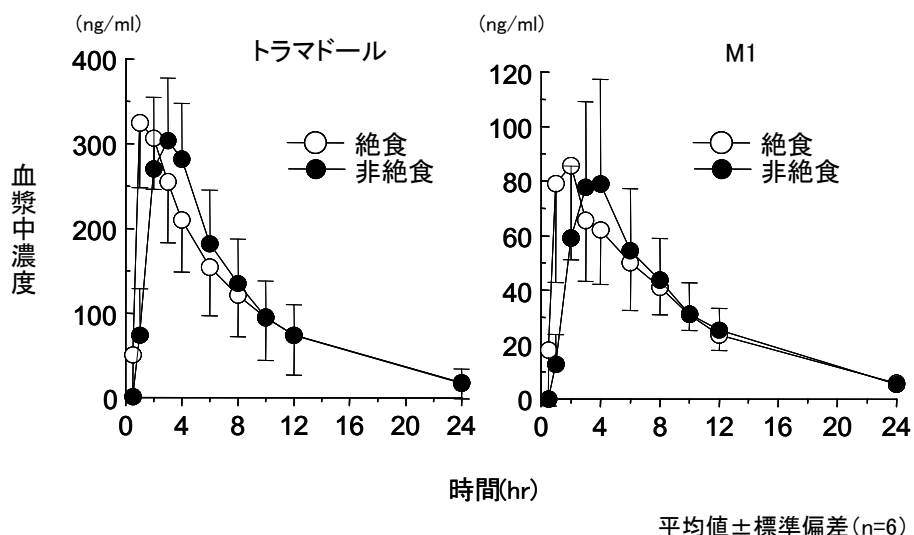 (ng/ml)
トラマドール
400
300
200
100
0
絶食
非絶食
0 4 8 12 16 20 24
(ng/ml)
M1
120
100
80
60
40
20
0
絶食
非絶食
0 4 8 12 16 20 24
血漿中濃度
時間(hr)
平均値±標準偏差(n=6)